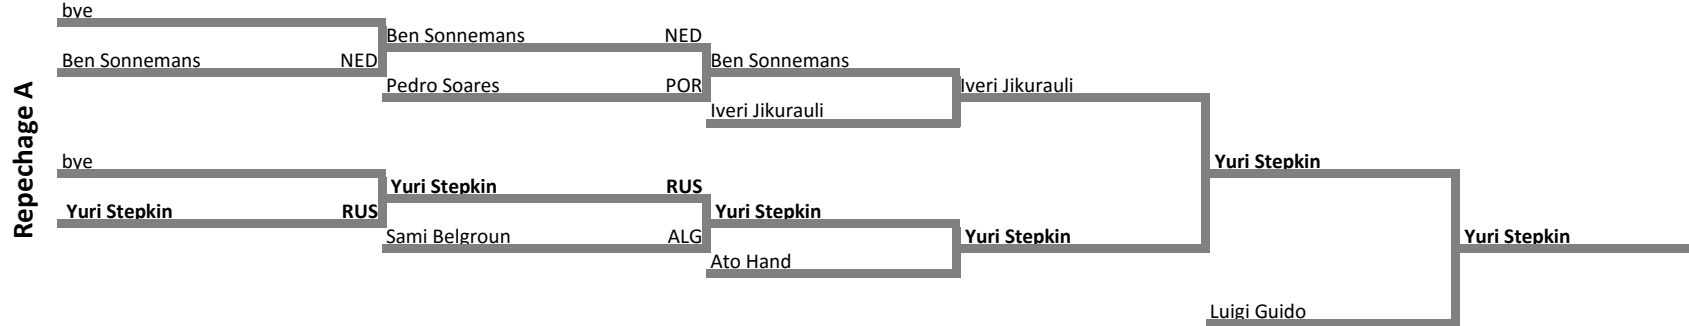 Repechage A
bye
Ben Sonnemans NED
Ben Sonnemans NED
Pedro Soares POR
Ben Sonnemans
Iveri Jikurauli
Iveri Jikurauli
bye
Yuri Stepkin RUS
Yuri Stepkin RUS
Sami Belgroun ALG
Yuri Stepkin
Ato Hand
Yuri Stepkin
Yuri Stepkin
Luigi Guido
Yuri Stepkin